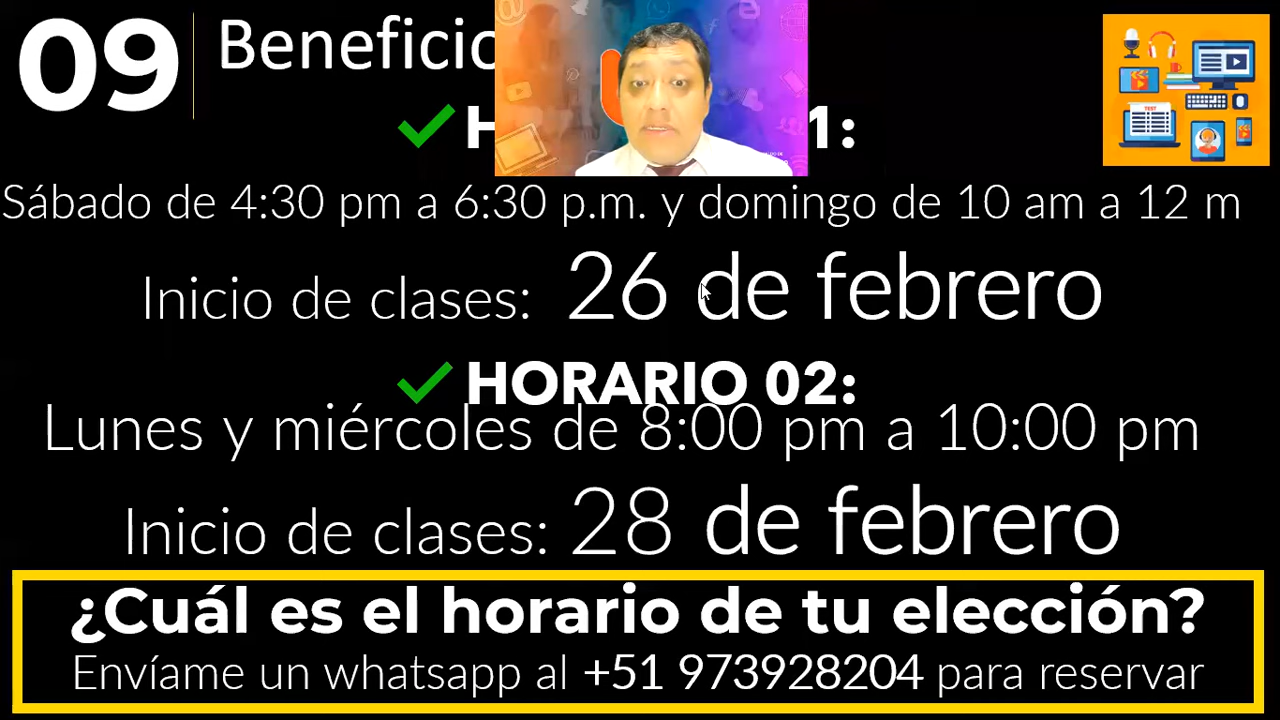 09
H 1:
Sábado de 4:30 pm a 6:30 p.m. y domingo de 10 am a 12 m
Inicio de clases: 26 de febrero
HORARIO 02:
Lunes y miércoles de 8:00 pm a 10:00 pm
Inicio de clases: 28 de febrero
¿Cuál es el horario de tu elección?
Envíame un whatsapp al +51 973928204 para reservar
TEST